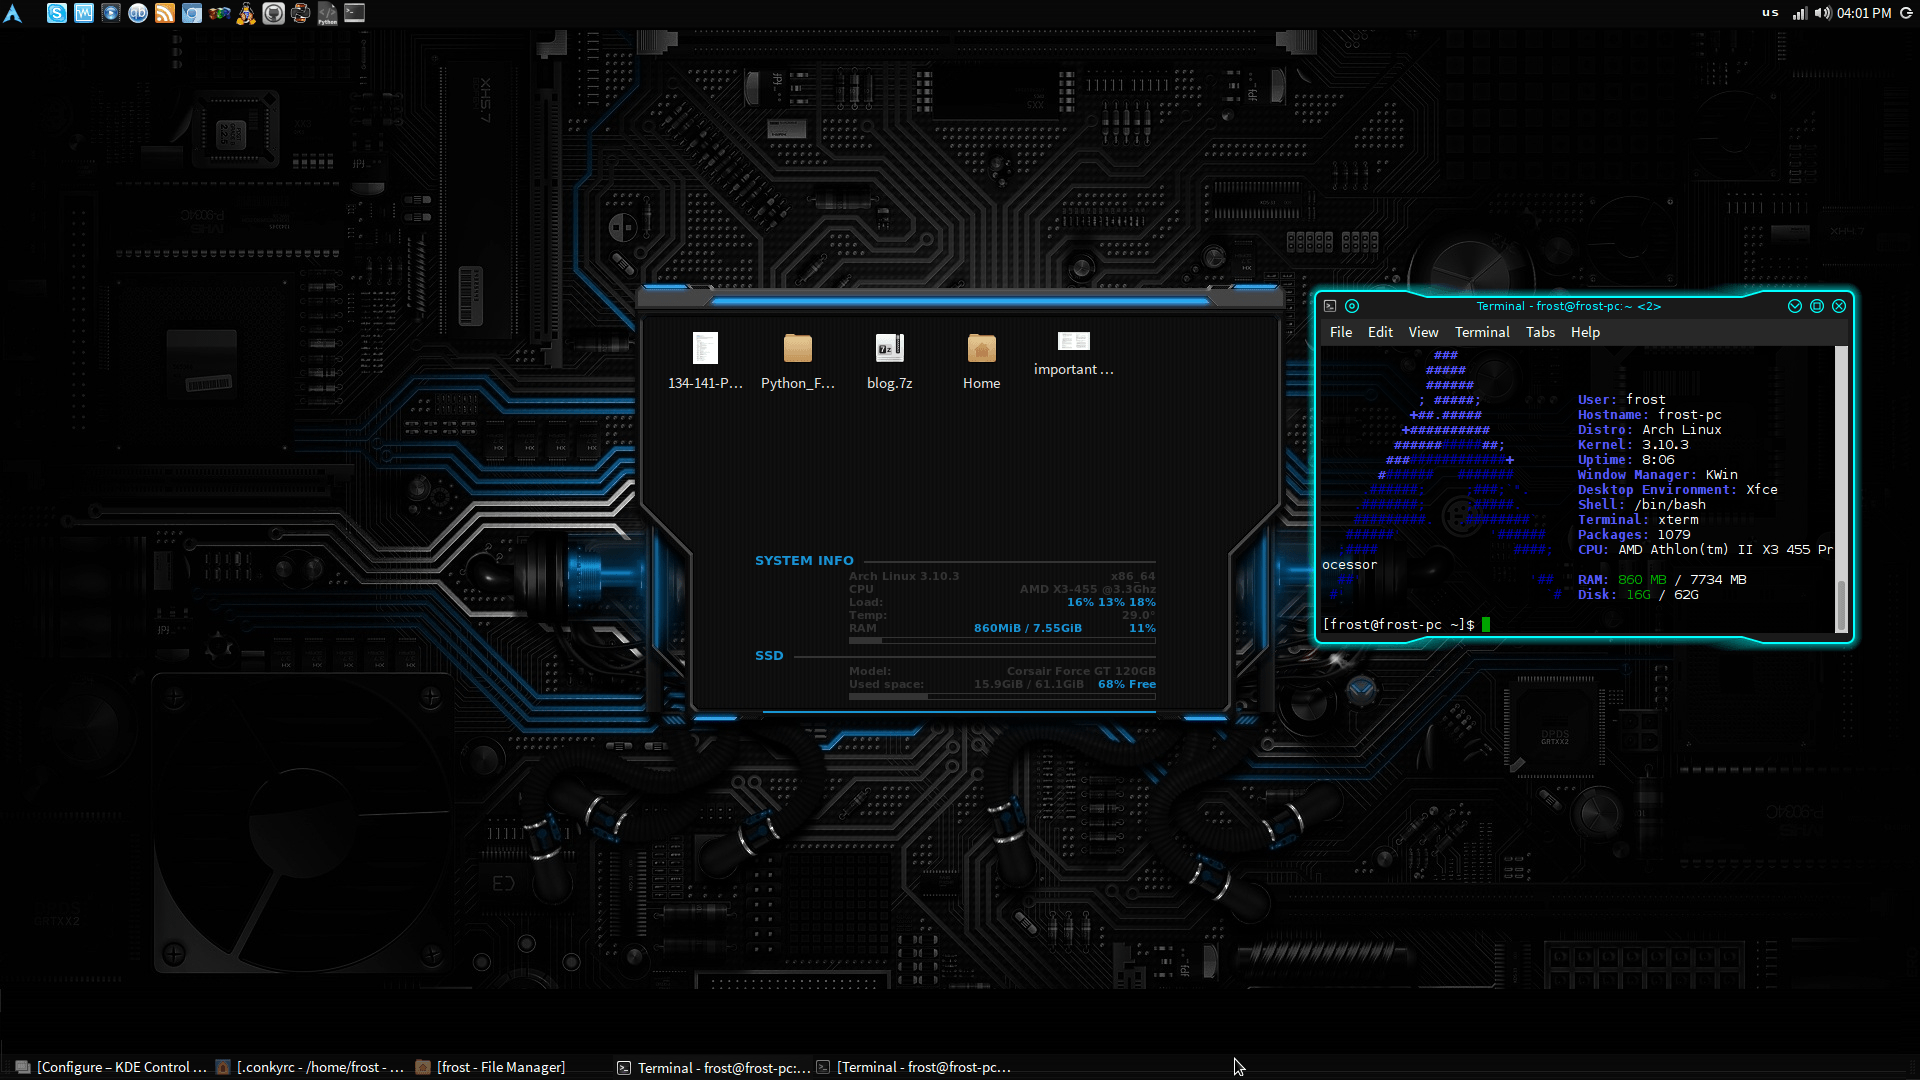 us 04:01 PM
134-141-P...
Python_F...
blog.7z
Home
important ...
SYSTEM INFO
Arch Linux 3.10.3 x86_64
CPU AMD X3-455 @3.3Ghz
Load: 16% 13% 18%
Temp: 29.0°
RAM 860MiB / 7.55GiB 11%
SSD
Model: Corsair Force GT 120GB
Used space: 15.9GiB / 61.1GiB 68% Free
Terminal - frost@frost-pc:~ <2>
File Edit View Terminal Tabs Help
User: frost
Hostname: frost-pc
Distro: Arch Linux
Kernel: 3.10.3
Uptime: 8:06
Window Manager: KWin
Desktop Environment: Xfce
Shell: /bin/bash
Terminal: xterm
Packages: 1079
CPU: AMD Athlon(tm) II X3 455 Pr
ocessor
RAM: 860 MB / 7734 MB
Disk: 16G / 62G
[frost@frost-pc ~]$
DPDS
GRTXX2
[Configure – KDE Control ...
[.conkyrc - /home/frost - ...
[frost - File Manager]
Terminal - frost@frost-pc:...
[Terminal - frost@frost-pc...